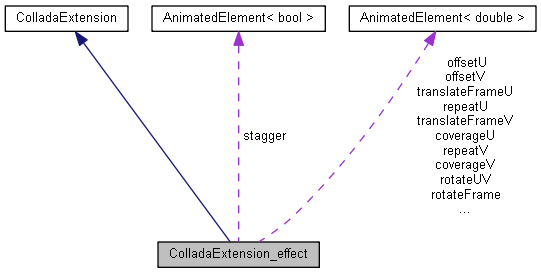 ColladaExtension
AnimatedElement< bool >
AnimatedElement< double >
stagger
offsetU
offsetV
translateFrameU
repeatU
translateFrameV
coverageU
repeatV
coverageV
rotateUV
rotateFrame
...
ColladaExtension_effect